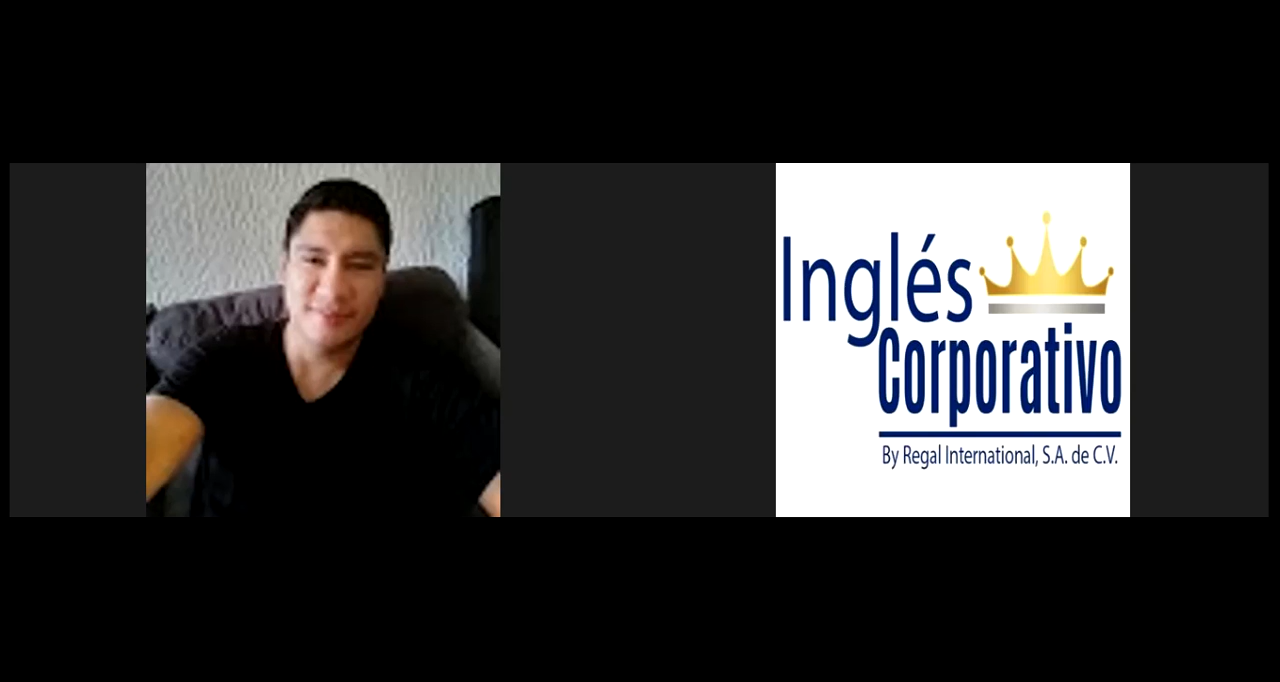 Inglés
Corporativo
By Regal International, S.A. de C.V.